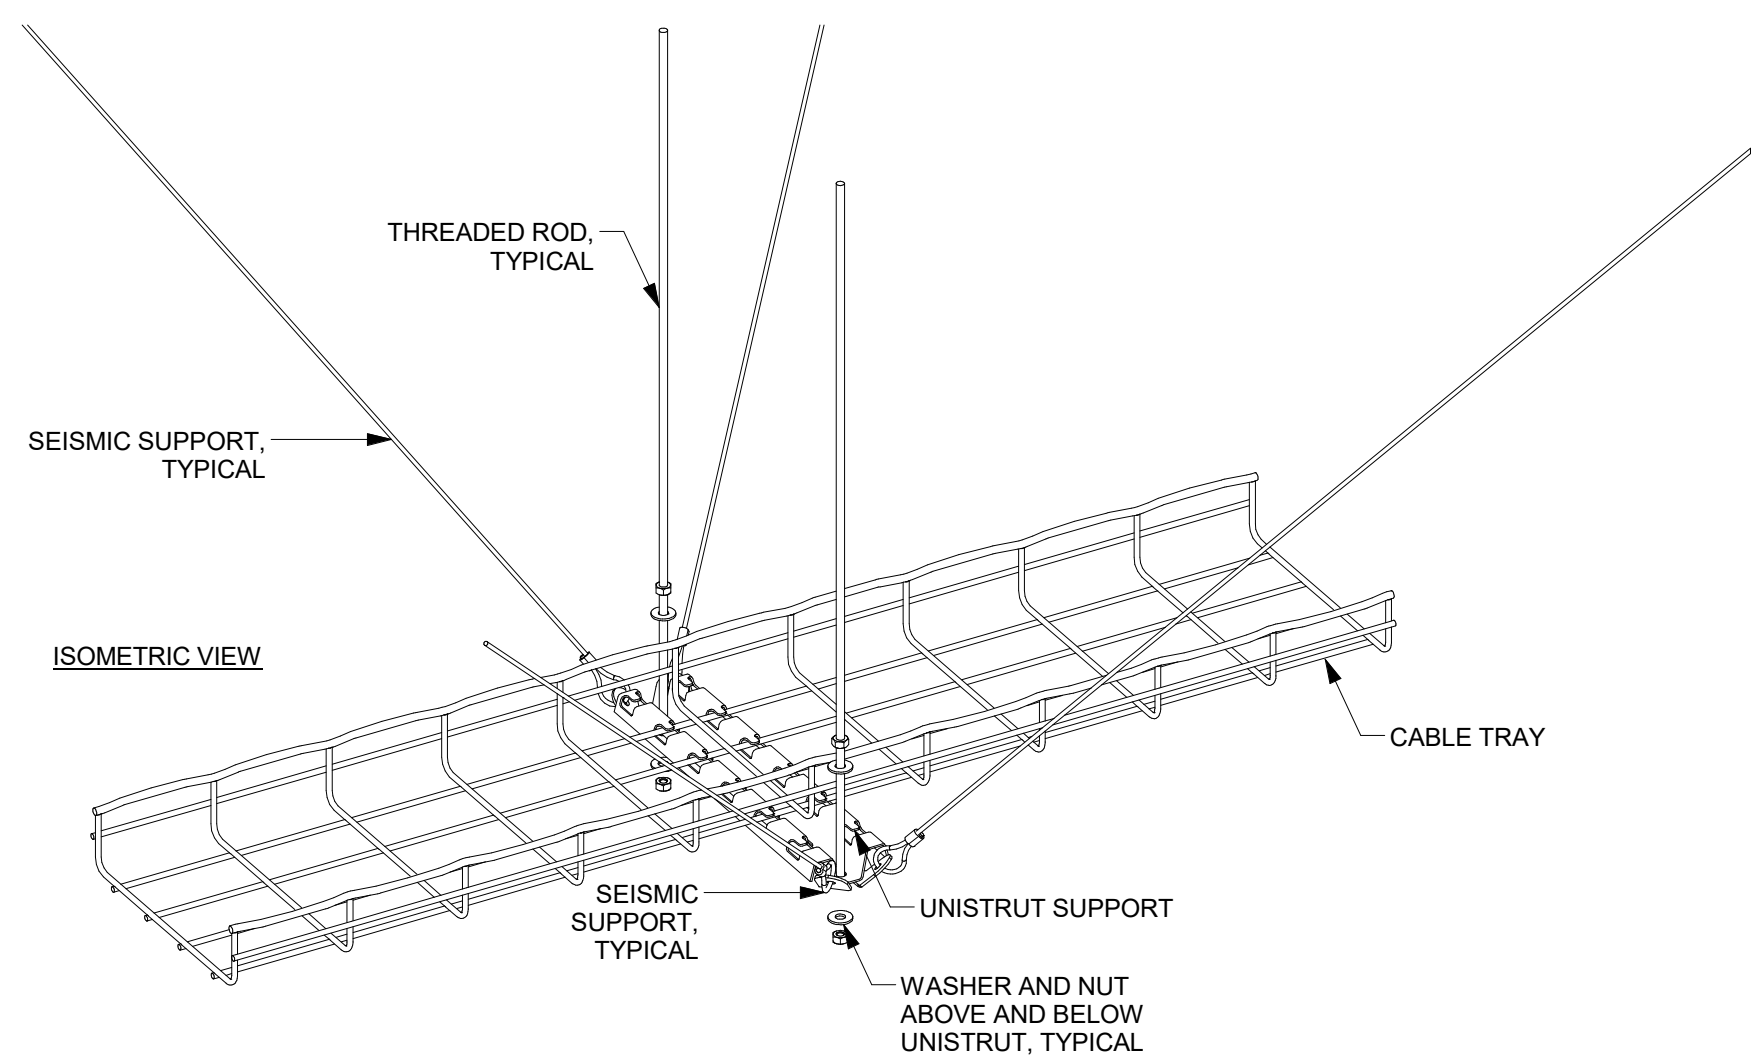 THREADED ROD,
TYPICAL
SEISMIC SUPPORT,
TYPICAL
ISOMETRIC VIEW
CABLE TRAY
SEISMIC
SUPPORT,
TYPICAL
UNISTRUT SUPPORT
WASHER AND NUT
ABOVE AND BELOW
UNISTRUT, TYPICAL